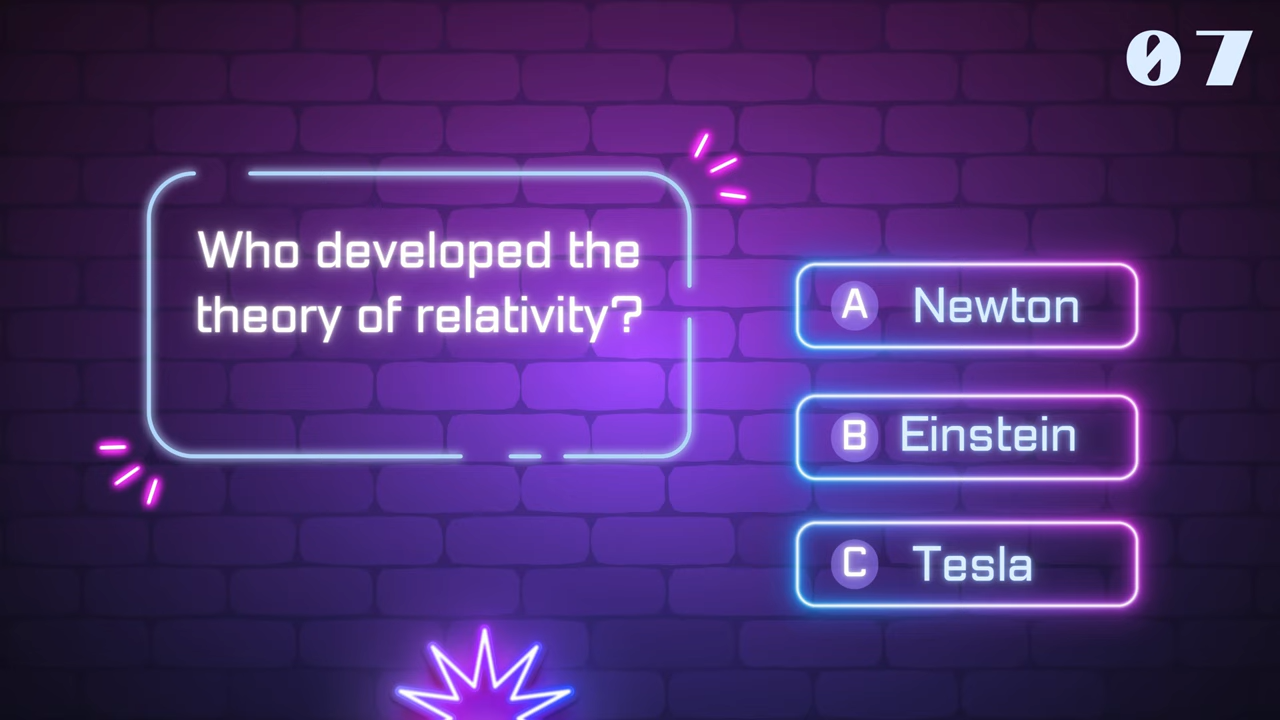 07
Who developed the
theory of relativity?
A Newton
B Einstein
C Tesla